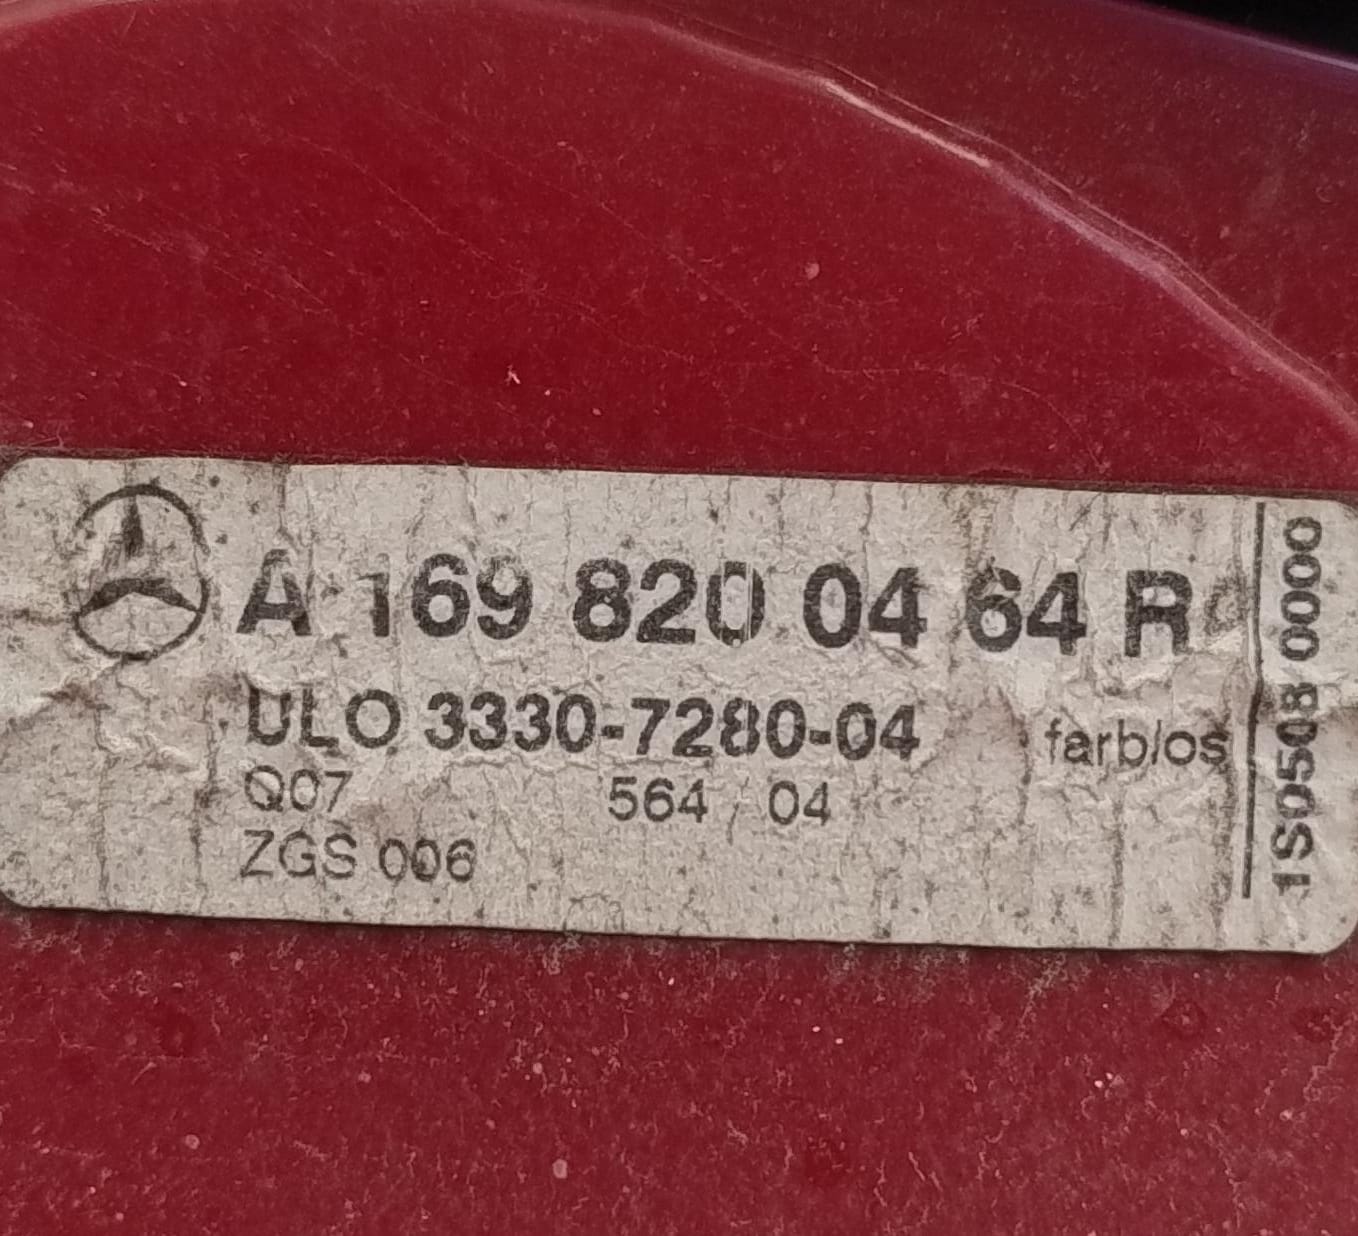 A 169 820 04 64 R
ULO 3330-7280-04 farblos
Q07 564 / 04
ZGS 006
1S0508 0000